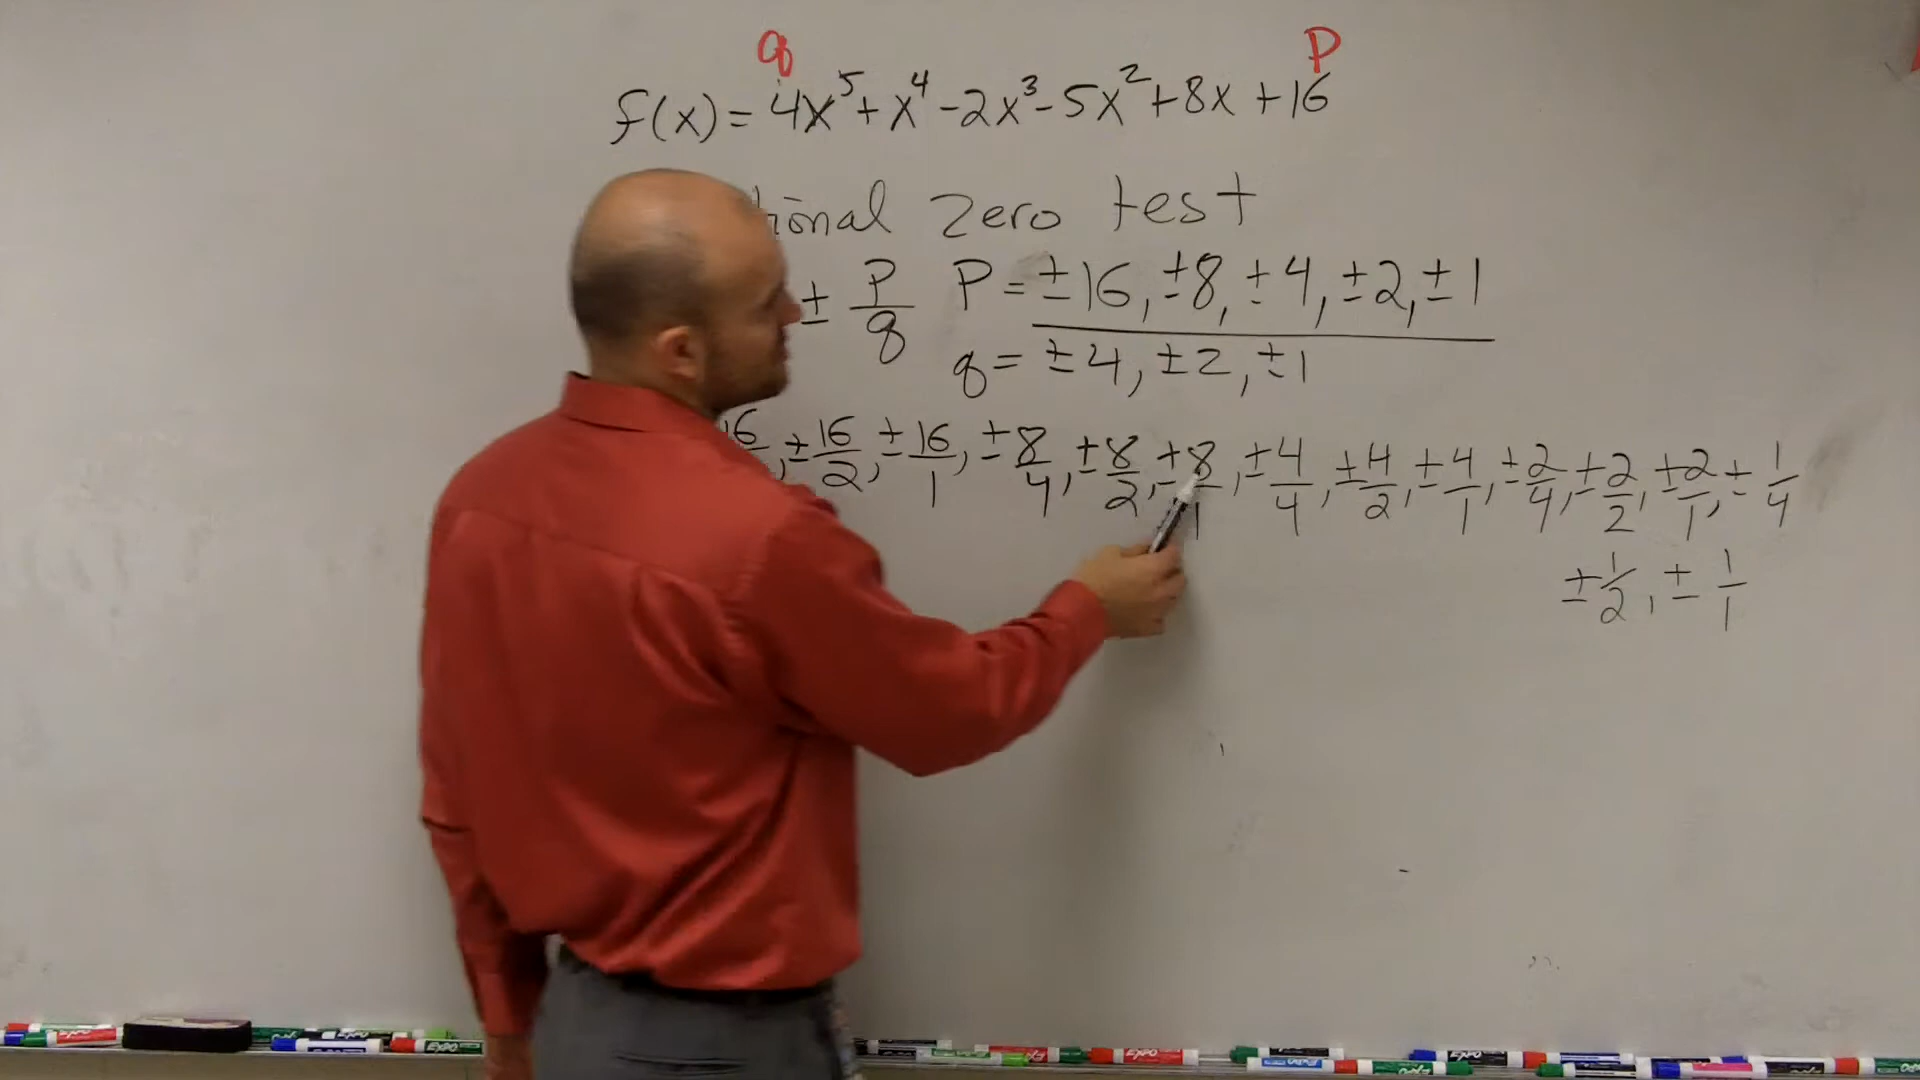 q P
f(x) = 4x⁵ + x⁴ - 2x³ - 5x² + 8x + 16
zero test
± P/q P = ±16, ±8, ±4, ±2, ±1
q = ±4, ±2, ±1
, ±16/2, ±16/1, ±8/4, ±8/2, ±8/1, ±4/4, ±4/2, ±4/1, ±2/4, ±2/2, ±2/1, ±1/4
±1/2, ±1/1